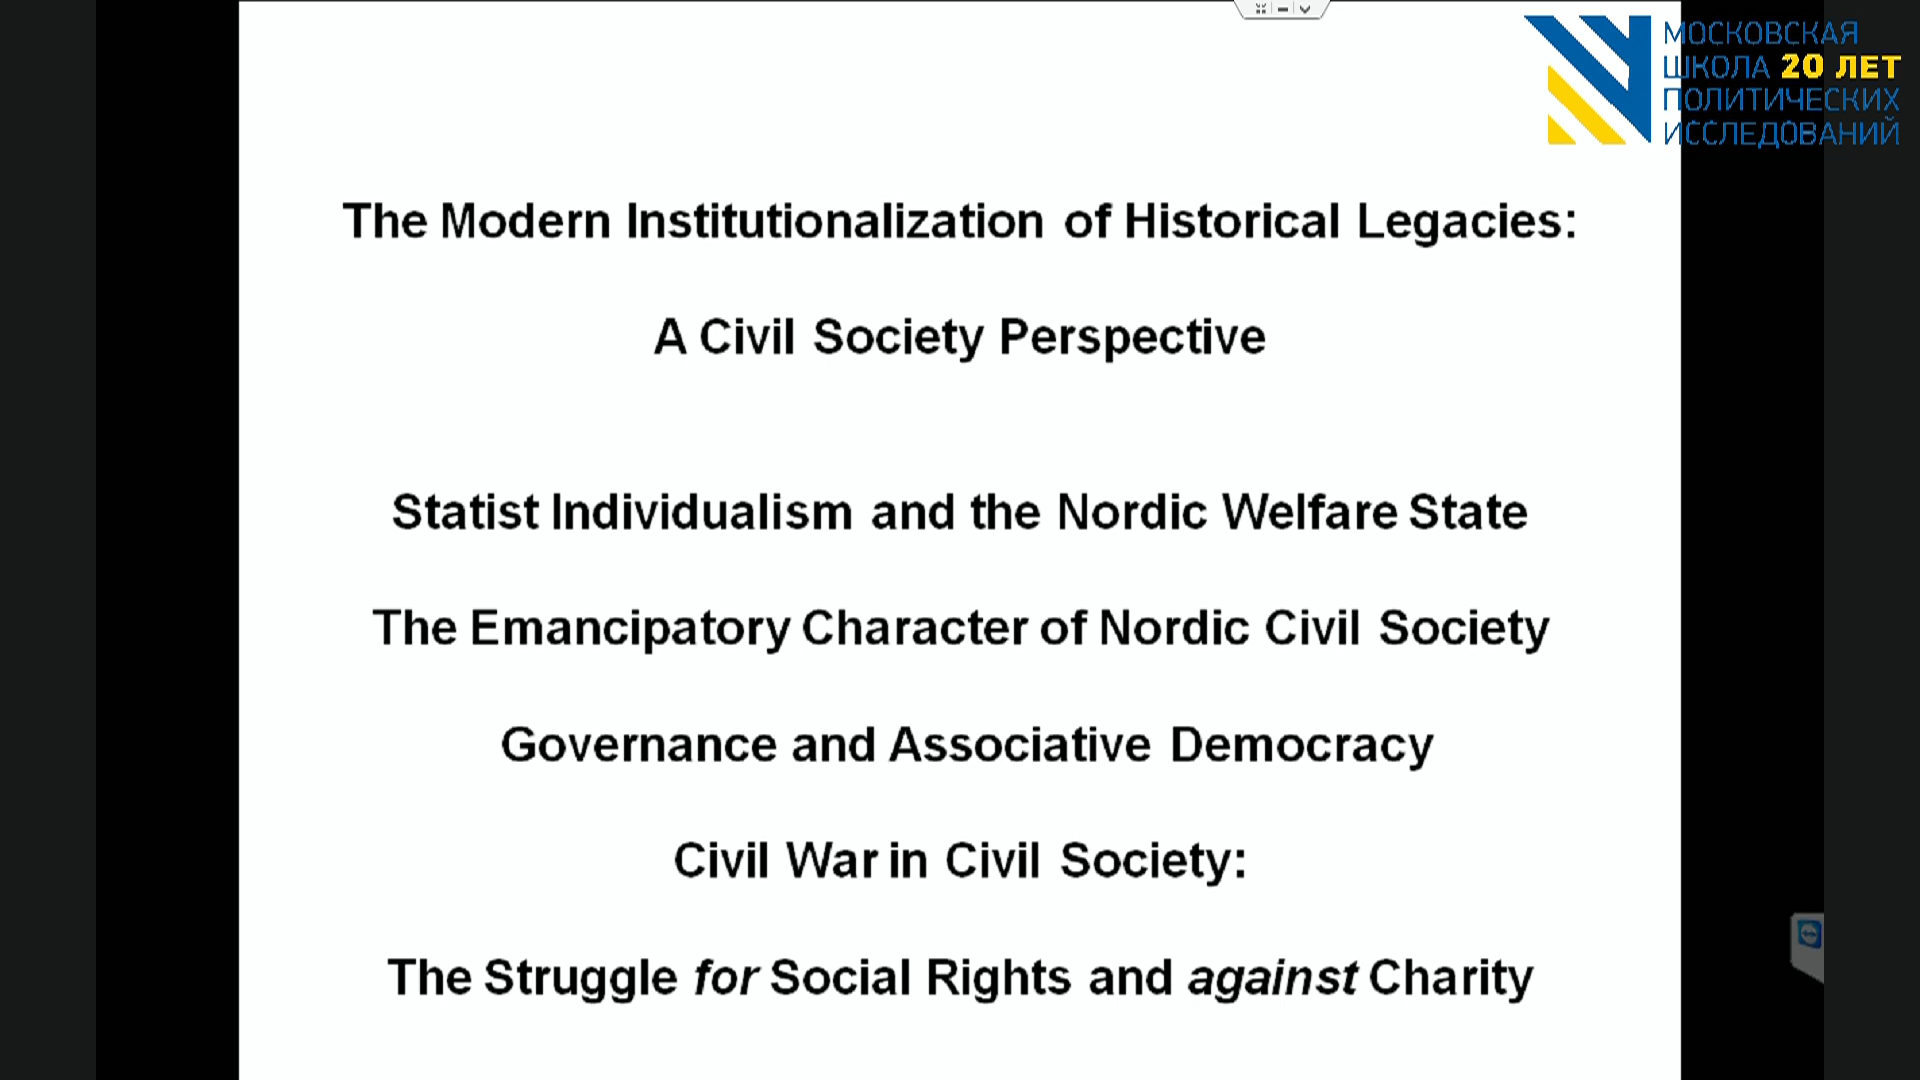 МОСКОВСКАЯ
ШКОЛА 20 ЛЕТ
ПОЛИТИЧЕСКИХ
ИССЛЕДОВАНИЙ
The Modern Institutionalization of Historical Legacies:
A Civil Society Perspective
Statist Individualism and the Nordic Welfare State
The Emancipatory Character of Nordic Civil Society
Governance and Associative Democracy
Civil War in Civil Society:
The Struggle for Social Rights and against Charity